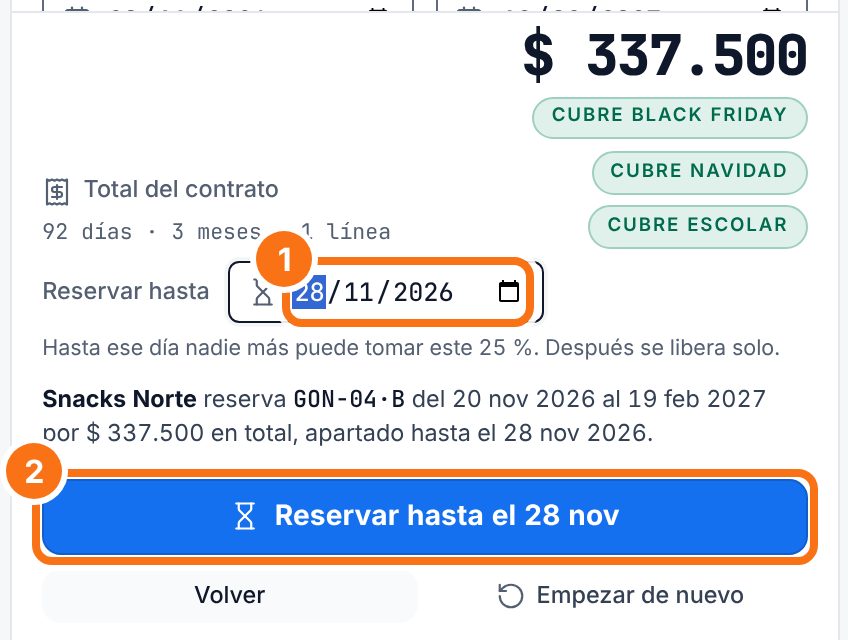 $ 337.500
CUBRE BLACK FRIDAY
CUBRE NAVIDAD
CUBRE ESCOLAR
Total del contrato
92 días · 3 meses 1 línea
1
Reservar hasta 28/11/2026
Hasta ese día nadie más puede tomar este 25 %. Después se libera solo.
Snacks Norte reserva GON-04·B del 20 nov 2026 al 19 feb 2027
por $ 337.500 en total, apartado hasta el 28 nov 2026.
2
Reservar hasta el 28 nov
Volver Empezar de nuevo